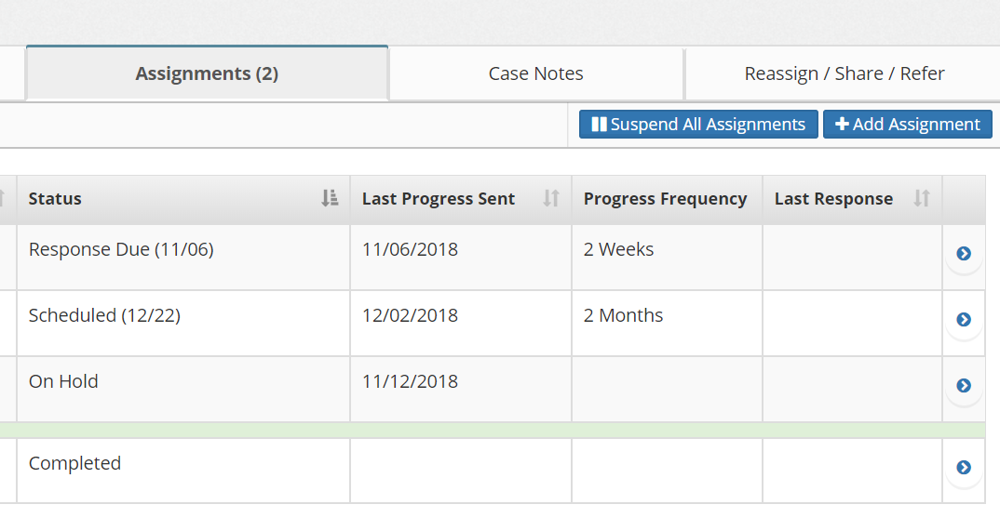 Assignments (2) Case Notes Reassign / Share / Refer
Suspend All Assignments Add Assignment
Status Last Progress Sent Progress Frequency Last Response
Response Due (11/06) 11/06/2018 2 Weeks
Scheduled (12/22) 12/02/2018 2 Months
On Hold 11/12/2018
Completed